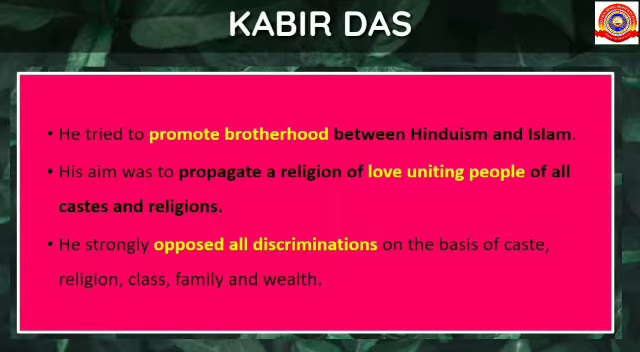 KABIR DAS
• He tried to promote brotherhood between Hinduism and Islam.
• His aim was to propagate a religion of love uniting people of all
castes and religions.
• He strongly opposed all discriminations on the basis of caste,
religion, class, family and wealth.